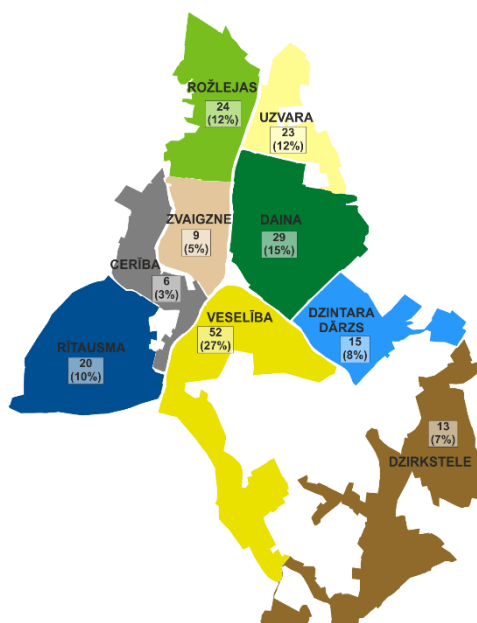 ROŽLEJAS
24
(12%)
UZVARA
23
(12%)
ZVAIGZNE
9
(5%)
DAINA
29
(15%)
CERĪBA
6
(3%)
VESELĪBA
52
(27%)
DZINTARA
DĀRZS
15
(8%)
RĪTAUSMA
20
(10%)
13
(7%)
DZIRKSTELE